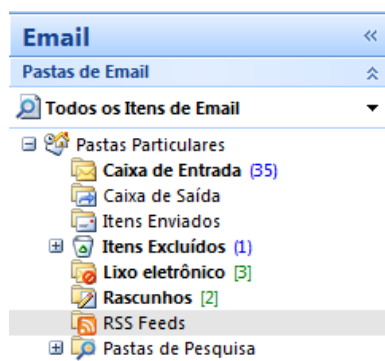 Email
Pastas de Email
Todos os Itens de Email
Pastas Particulares
Caixa de Entrada (35)
Caixa de Saída
Itens Enviados
Itens Excluídos (1)
Lixo eletrônico [3]
Rascunhos [2]
RSS Feeds
Pastas de Pesquisa